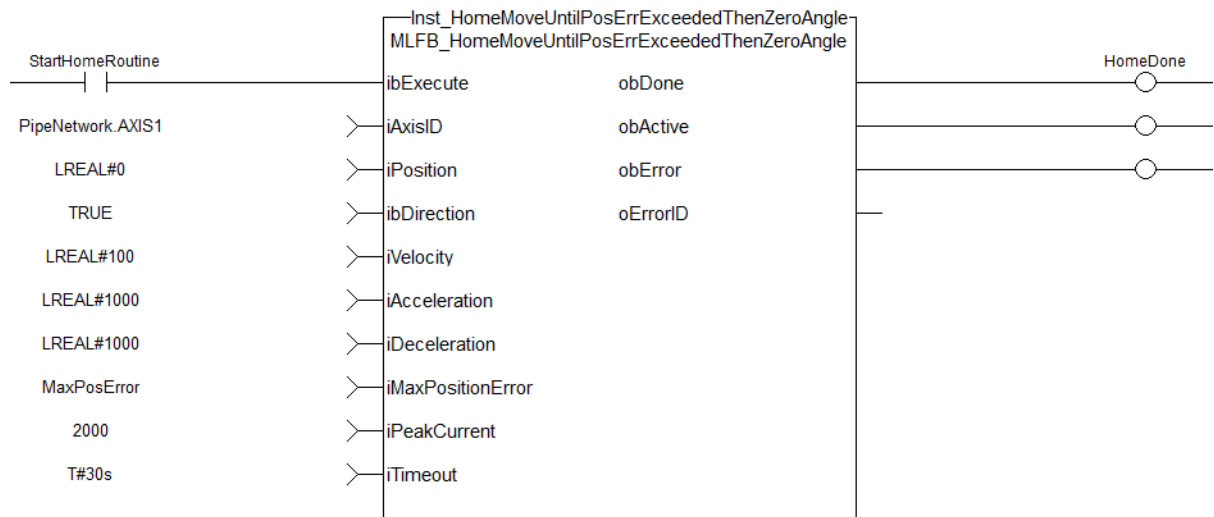 Inst_HomeMoveUntilPosErrExceededThenZeroAngle
MLFB_HomeMoveUntilPosErrExceededThenZeroAngle
StartHomeRoutine ibExecute obDone HomeDone
PipeNetwork.AXIS1 iAxisID obActive
LREAL#0 iPosition obError
TRUE ibDirection oErrorID
LREAL#100 iVelocity
LREAL#1000 iAcceleration
LREAL#1000 iDeceleration
MaxPosError iMaxPositionError
2000 iPeakCurrent
T#30s iTimeout